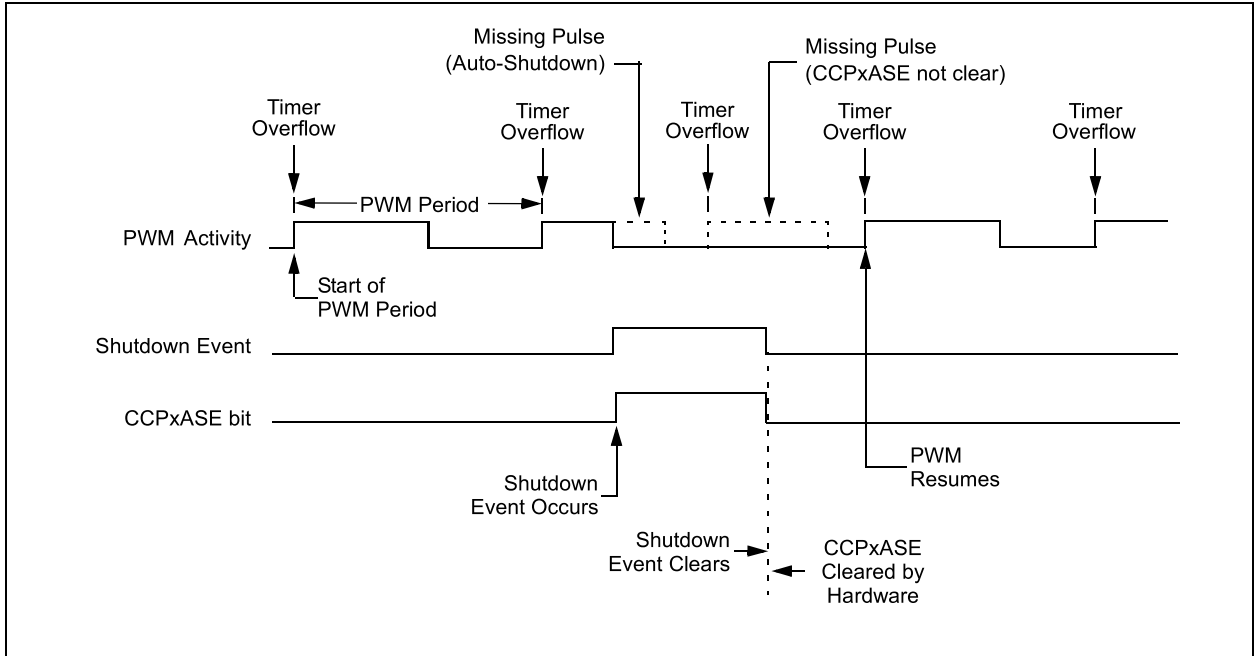 Missing Pulse
(Auto-Shutdown)
Missing Pulse
(CCPxASE not clear)
Timer
Overflow
Timer
Overflow
Timer
Overflow
Timer
Overflow
Timer
Overflow
PWM Period
PWM Activity
Start of
PWM Period
Shutdown Event
CCPxASE bit
Shutdown
Event Occurs
PWM
Resumes
Shutdown
Event Clears
CCPxASE
Cleared by
Hardware